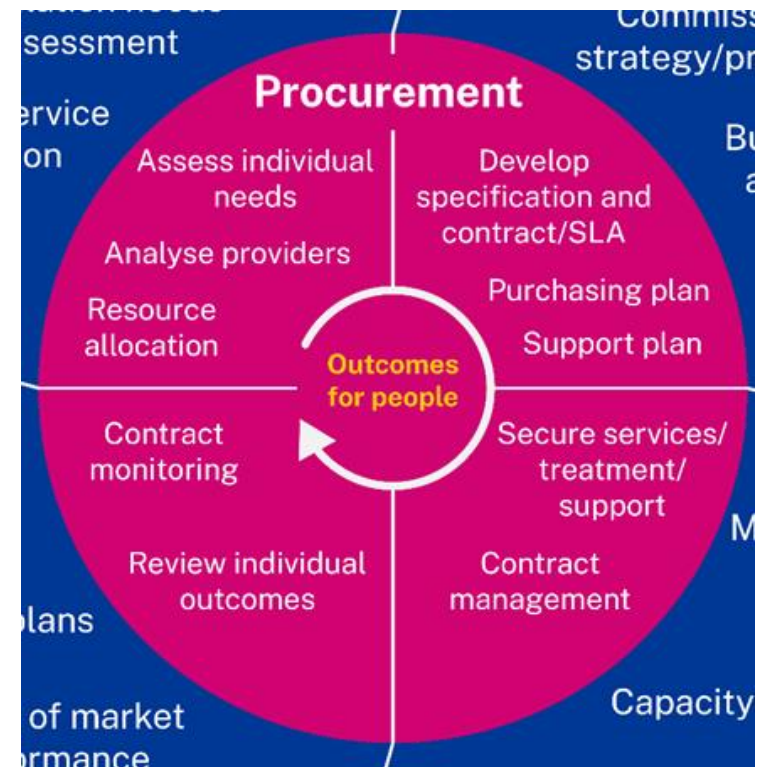 sessment
Commiss
strategy/pr
ervice
on
Bu
Procurement
Assess individual
needs
Analyse providers
Resource
allocation
Develop
specification and
contract/SLA
Purchasing plan
Support plan
Outcomes
for people
Contract
monitoring
Review individual
outcomes
Secure services/
treatment/
support
Contract
management
M
plans
of market
ormance
Capacity